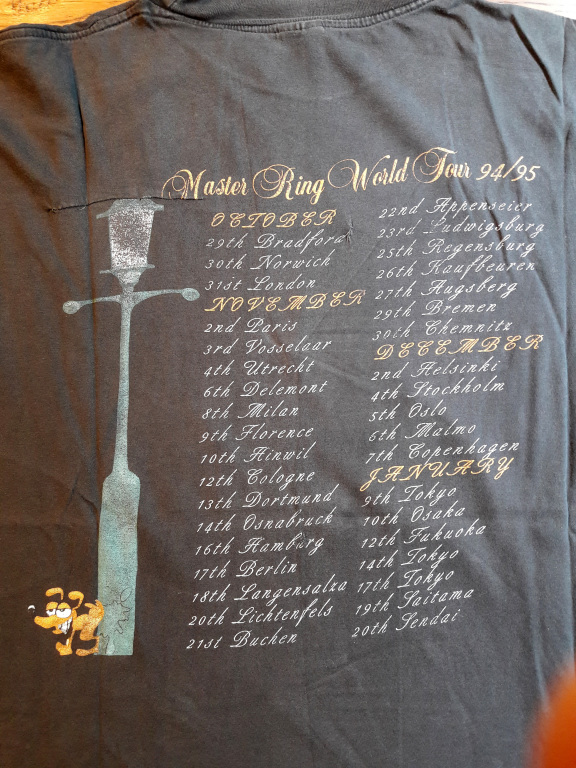 Master Ring World Tour 94/95
OCTOBER
29th Bradford
30th Norwich
31st London
NOVEMBER
2nd Paris
3rd Vosselaar
4th Utrecht
6th Delemont
8th Milan
9th Florence
10th Hinwil
12th Cologne
13th Dortmund
14th Osnabruck
16th Hamburg
17th Berlin
18th Langensalza
20th Lichtenfels
21st Buchen
22nd Appenseier
23rd Ludwigsburg
25th Regensburg
26th Kaufbeuren
27th Augsberg
29th Bremen
30th Chemnitz
DECEMBER
2nd Helsinki
4th Stockholm
5th Oslo
6th Malmo
7th Copenhagen
JANUARY
9th Tokyo
10th Osaka
12th Fukuoka
14th Tokyo
17th Tokyo
19th Saitama
20th Sendai